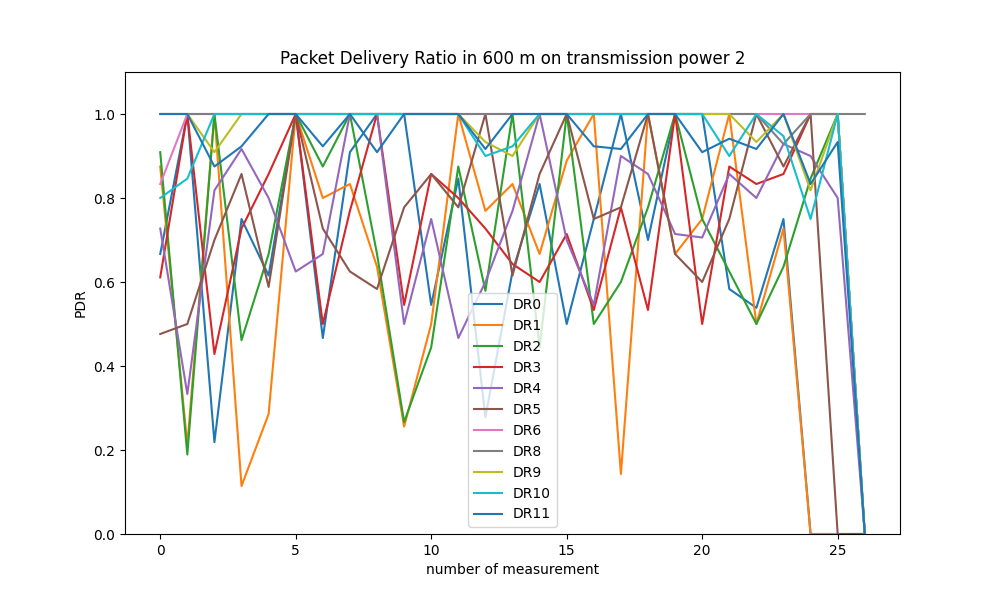 Packet Delivery Ratio in 600 m on transmission power 2
PDR
1.0
0.8
0.6
0.4
0.2
0.0
DR0
DR1
DR2
DR3
DR4
DR5
DR6
DR8
DR9
DR10
DR11
0 5 10 15 20 25
number of measurement